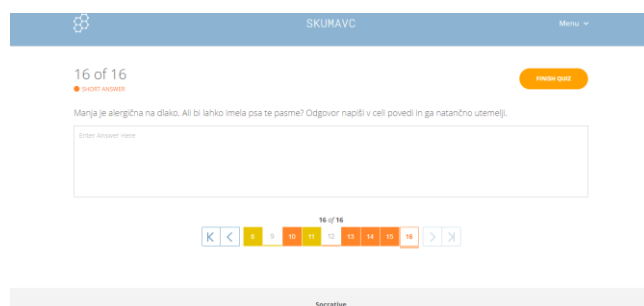 SKUMAVC
Menu
16 of 16
SHORT ANSWER
FINISH QUIZ
Manja je alergična na dlako. Ali bi lahko imela psa te pasme? Odgovor napiši v celi povedi in ga natančno utemelji.
Enter Answer Here
16 of 16
8 9 10 11 12 13 14 15 16
Socrative